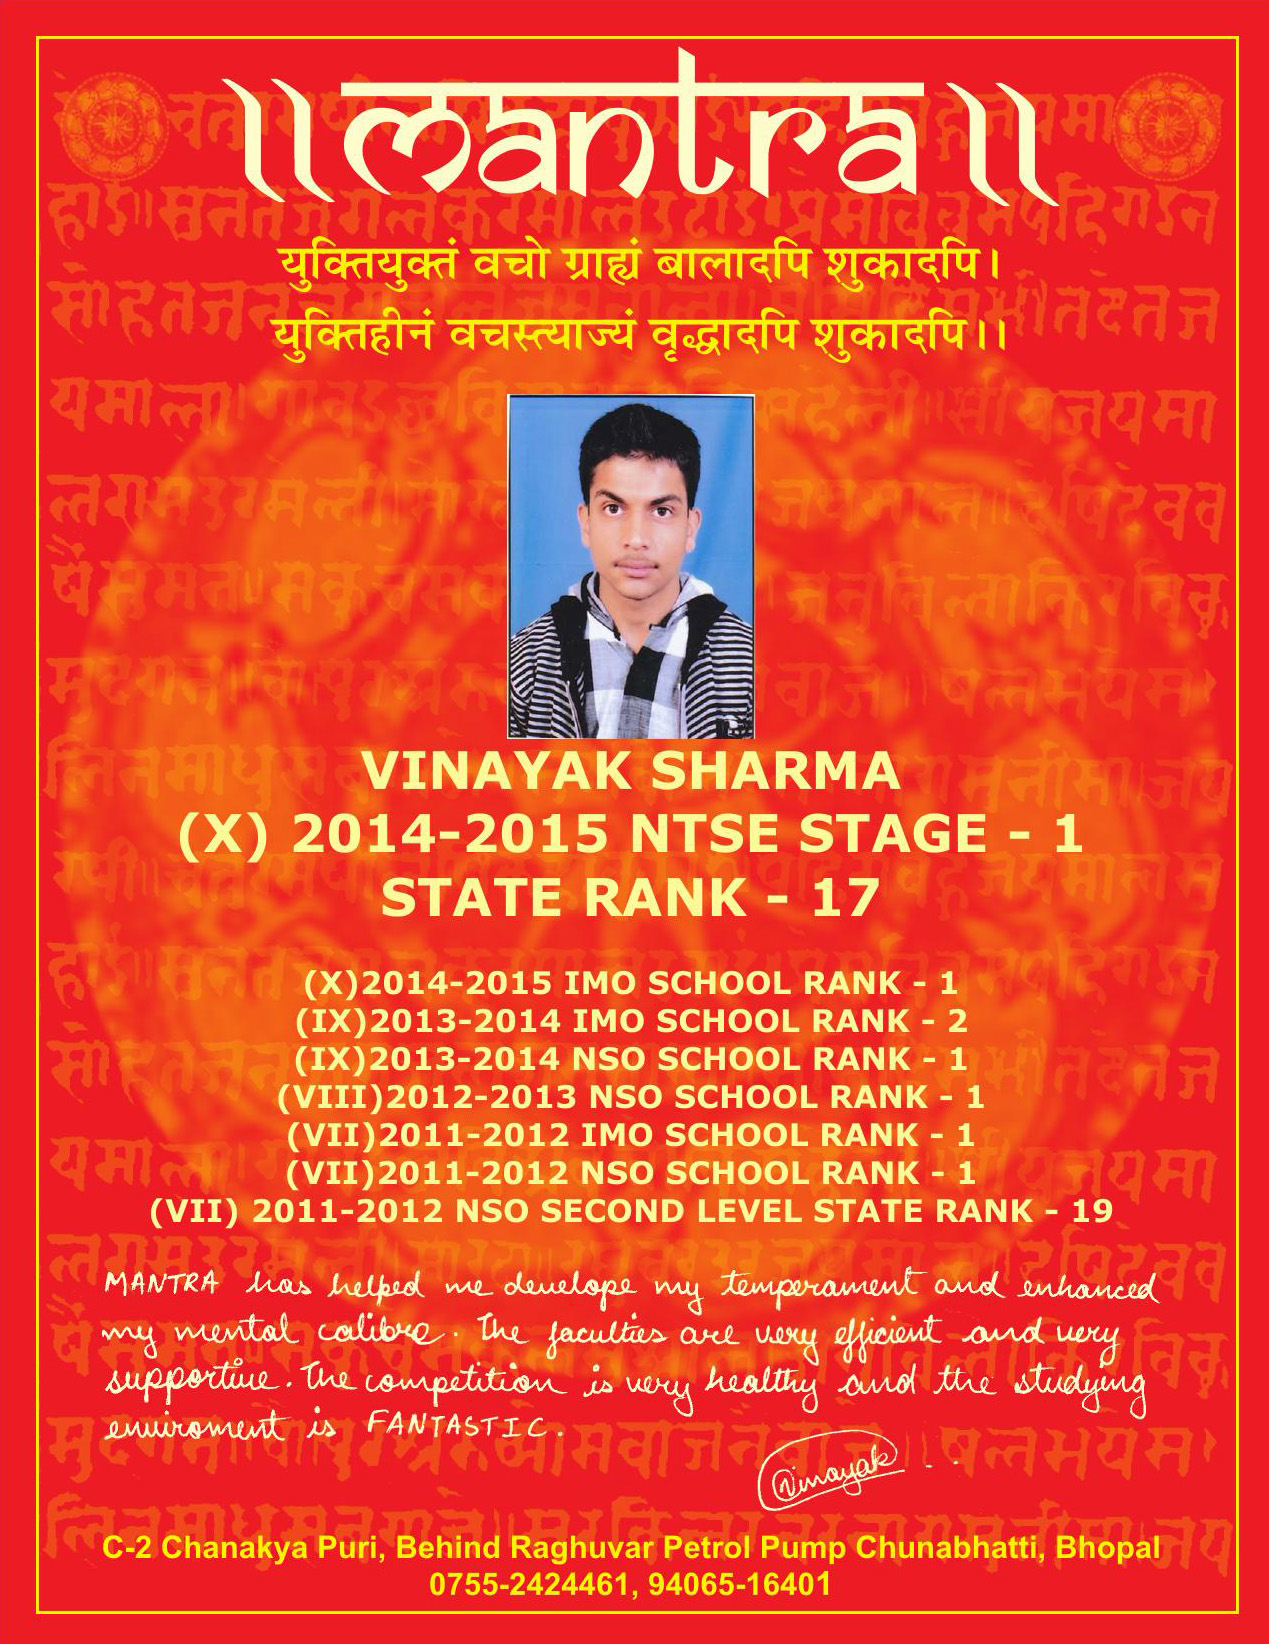 ॥mantra॥
युक्तियुक्तं वचो ग्राह्यं बालादपि शुकादपि।
युक्तिहीनं वचस्त्याज्यं वृद्धादपि शुकादपि।।
VINAYAK SHARMA
(X) 2014-2015 NTSE STAGE - 1
STATE RANK - 17
(X)2014-2015 IMO SCHOOL RANK - 1
(IX)2013-2014 IMO SCHOOL RANK - 2
(IX)2013-2014 NSO SCHOOL RANK - 1
(VIII)2012-2013 NSO SCHOOL RANK - 1
(VII)2011-2012 IMO SCHOOL RANK - 1
(VII)2011-2012 NSO SCHOOL RANK - 1
(VII) 2011-2012 NSO SECOND LEVEL STATE RANK - 19
MANTRA has helped me develope my temperament and enhanced
my mental calibre. The faculties are very efficient and very
supportive. The competition is very healthy and the studying
enviroment is FANTASTIC.
Vinayak
C-2 Chanakya Puri, Behind Raghuvar Petrol Pump Chunabhatti, Bhopal
0755-2424461, 94065-16401